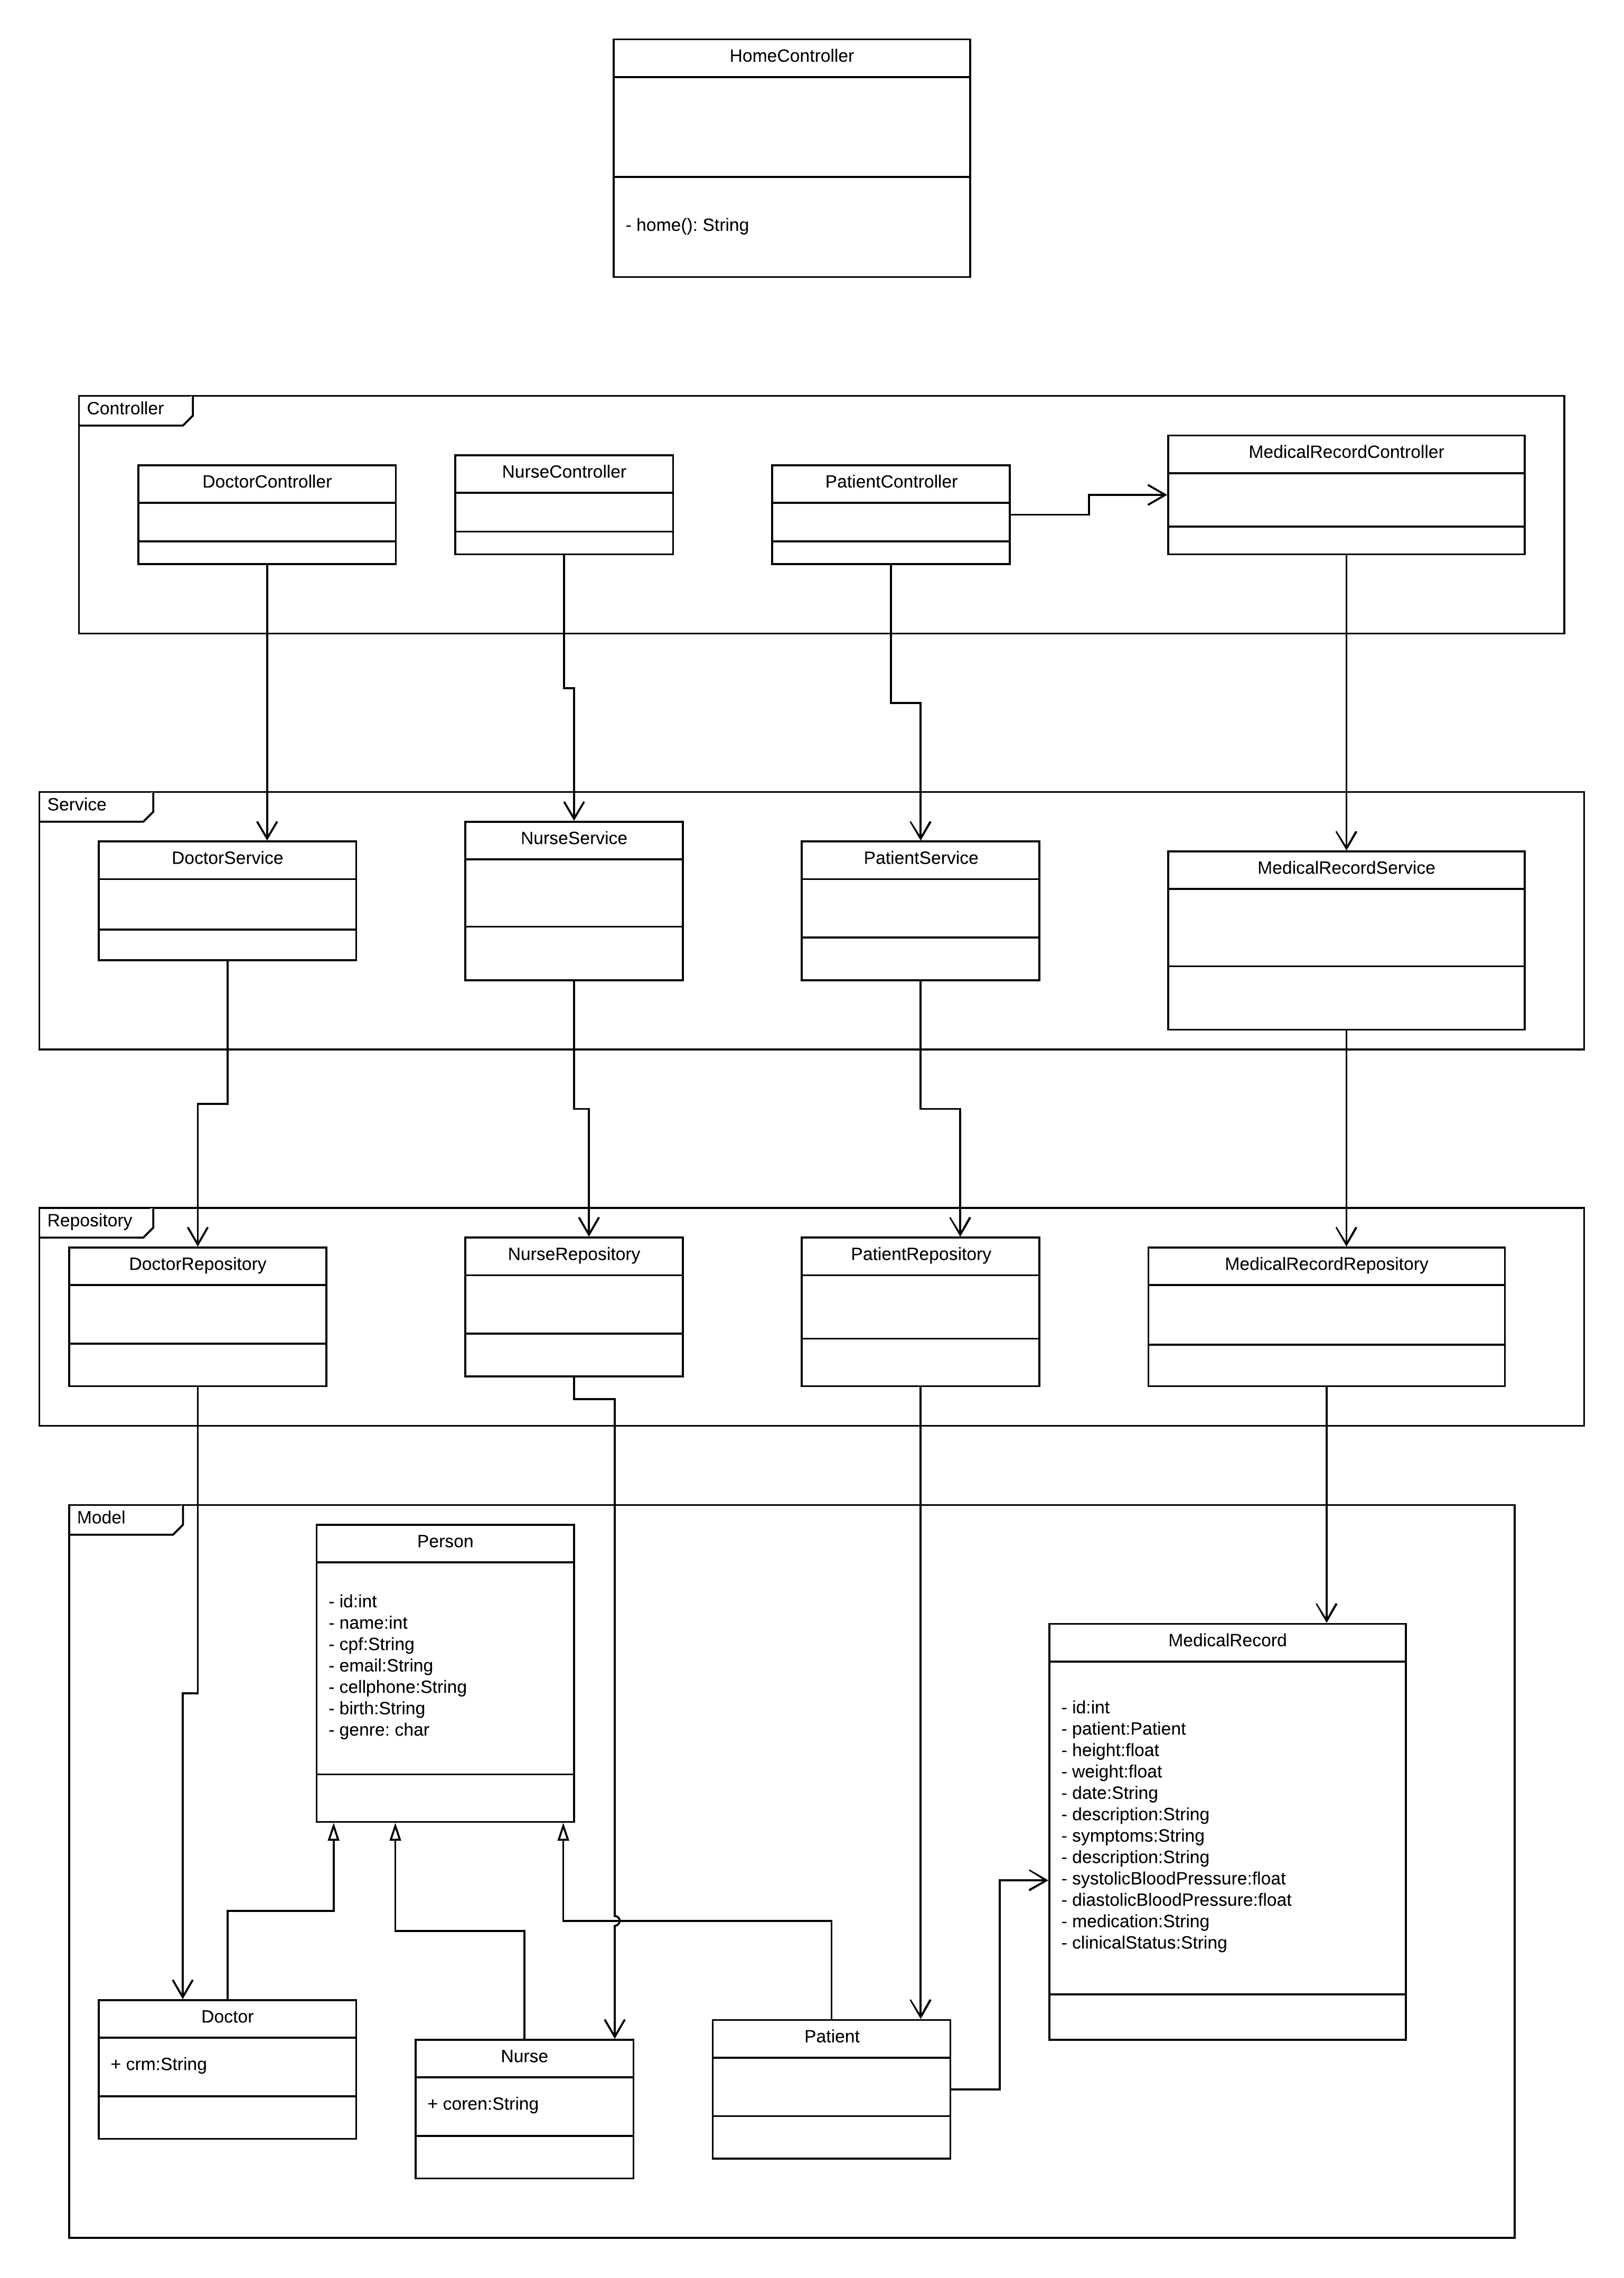 HomeController
- home(): String
Controller
DoctorController
NurseController
PatientController
MedicalRecordController
Service
DoctorService
NurseService
PatientService
MedicalRecordService
Repository
DoctorRepository
NurseRepository
PatientRepository
MedicalRecordRepository
Model
Person
- id:int
- name:int
- cpf:String
- email:String
- cellphone:String
- birth:String
- genre: char
MedicalRecord
- id:int
- patient:Patient
- height:float
- weight:float
- date:String
- description:String
- symptoms:String
- description:String
- systolicBloodPressure:float
- diastolicBloodPressure:float
- medication:String
- clinicalStatus:String
Doctor
+ crm:String
Nurse
+ coren:String
Patient